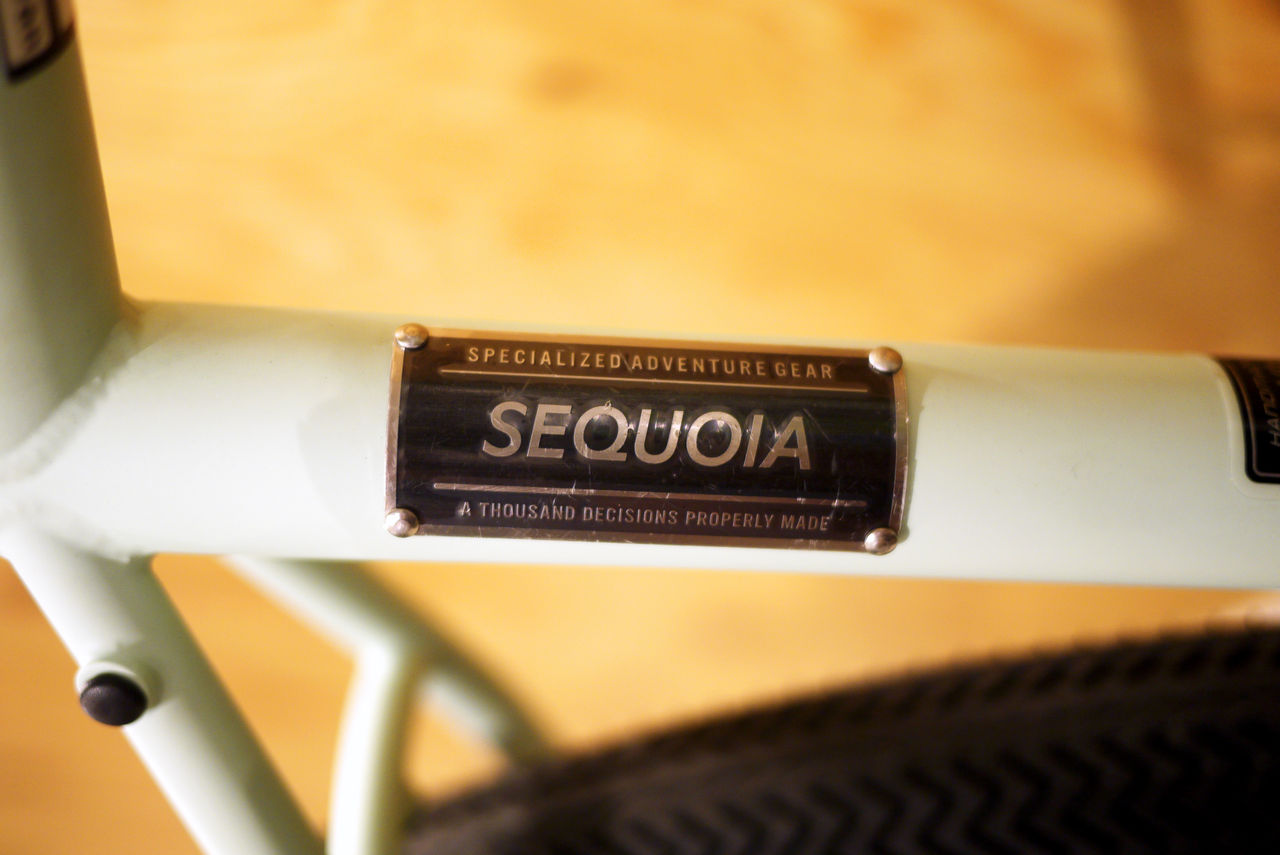 SPECIALIZED ADVENTURE GEAR
SEQUOIA
A THOUSAND DECISIONS PROPERLY MADE